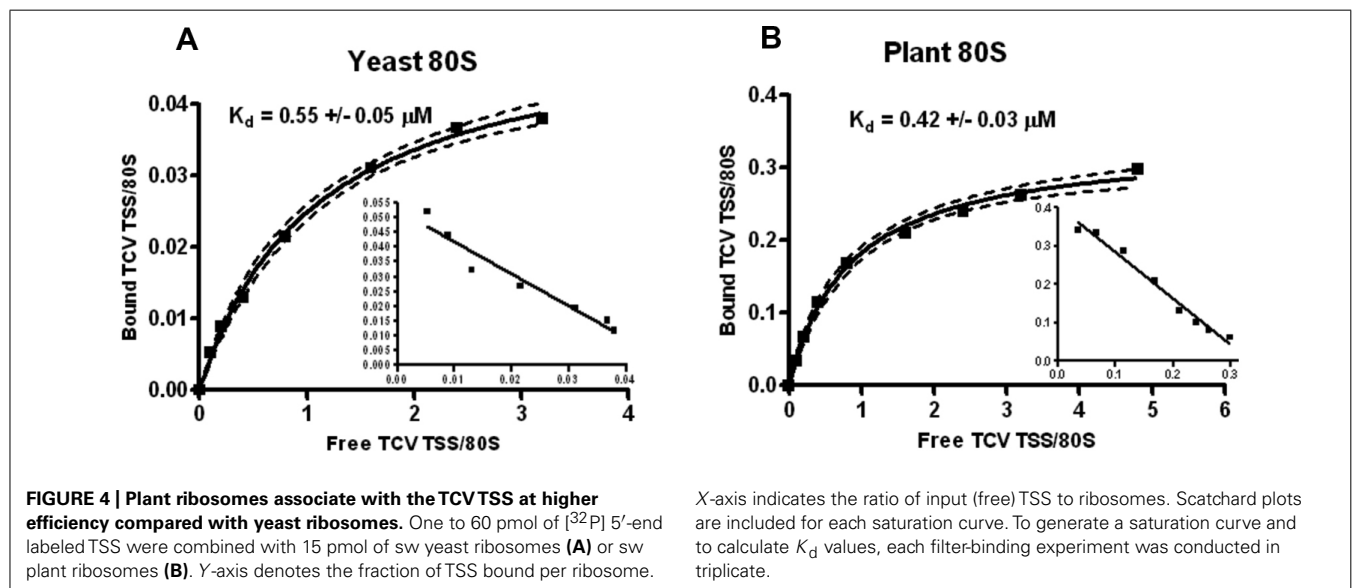 A
Yeast 80S
K_d = 0.55 +/- 0.05 μM
0.04
0.03
0.02
0.01
0.00
Bound TCV TSS/80S
0 1 2 3 4
Free TCV TSS/80S
0.055
0.050
0.045
0.040
0.035
0.030
0.025
0.020
0.015
0.010
0.005
0.000
0.00 0.01 0.02 0.03 0.04
B
Plant 80S
K_d = 0.42 +/- 0.03 μM
0.4
0.3
0.2
0.1
0.0
Bound TCV TSS/80S
0 1 2 3 4 5 6
Free TCV TSS/80S
0.4
0.3
0.2
0.1
0.0
0.0 0.1 0.2 0.3
FIGURE 4 | Plant ribosomes associate with the TCV TSS at higher
efficiency compared with yeast ribosomes. One to 60 pmol of [³²P] 5′-end
labeled TSS were combined with 15 pmol of sw yeast ribosomes (A) or sw
plant ribosomes (B). Y-axis denotes the fraction of TSS bound per ribosome.
X-axis indicates the ratio of input (free) TSS to ribosomes. Scatchard plots
are included for each saturation curve. To generate a saturation curve and
to calculate K_d values, each filter-binding experiment was conducted in
triplicate.